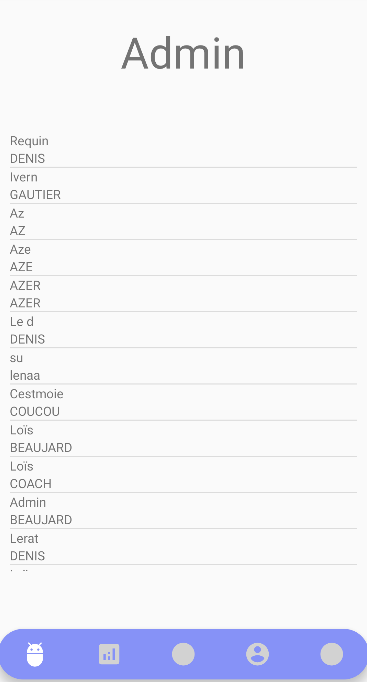 Admin
Requin
DENIS
Ivern
GAUTIER
Az
AZ
Aze
AZE
AZER
AZER
Le d
DENIS
su
lenaa
Cestmoie
COUCOU
Loïs
BEAUJARD
Loïs
COACH
Admin
BEAUJARD
Lerat
DENIS